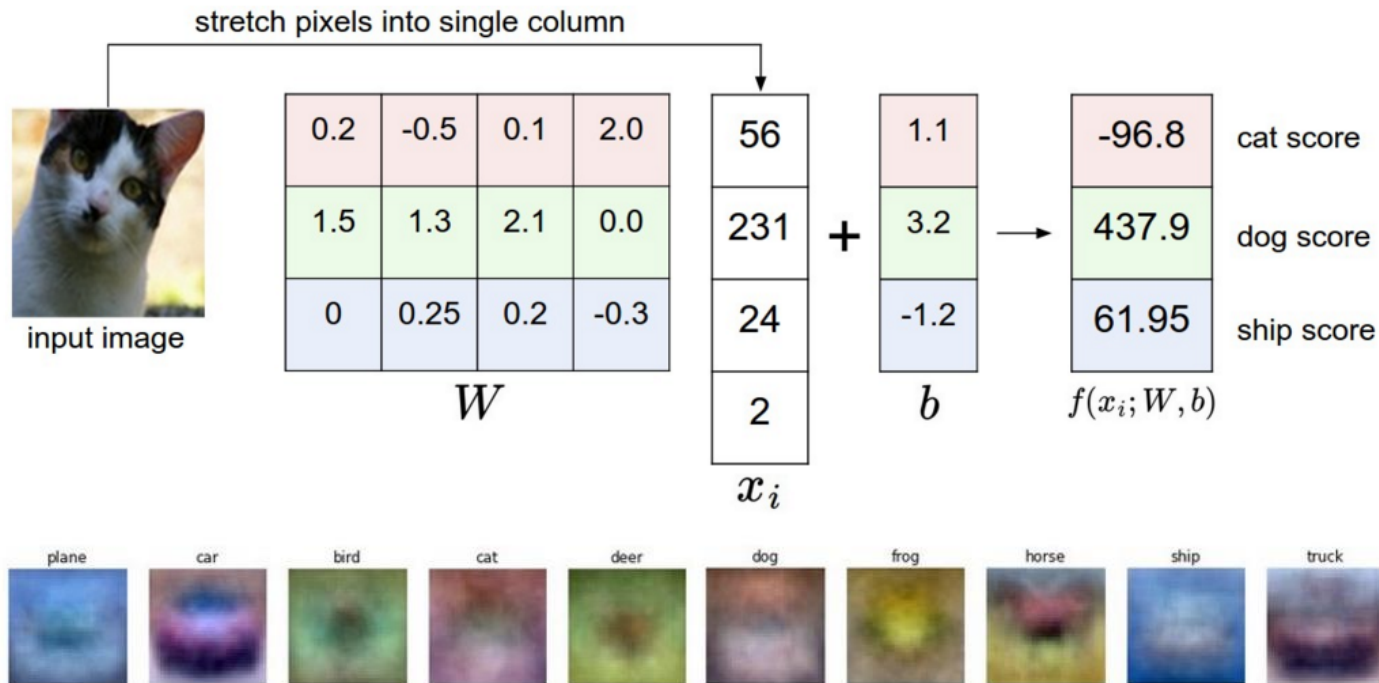 stretch pixels into single column
0.2 -0.5 0.1 2.0
1.5 1.3 2.1 0.0
0 0.25 0.2 -0.3
W
56
231
24
2
x_i
+
1.1
3.2
-1.2
b
-96.8 cat score
437.9 dog score
61.95 ship score
f(x_i; W, b)
input image
plane car bird cat deer dog frog horse ship truck